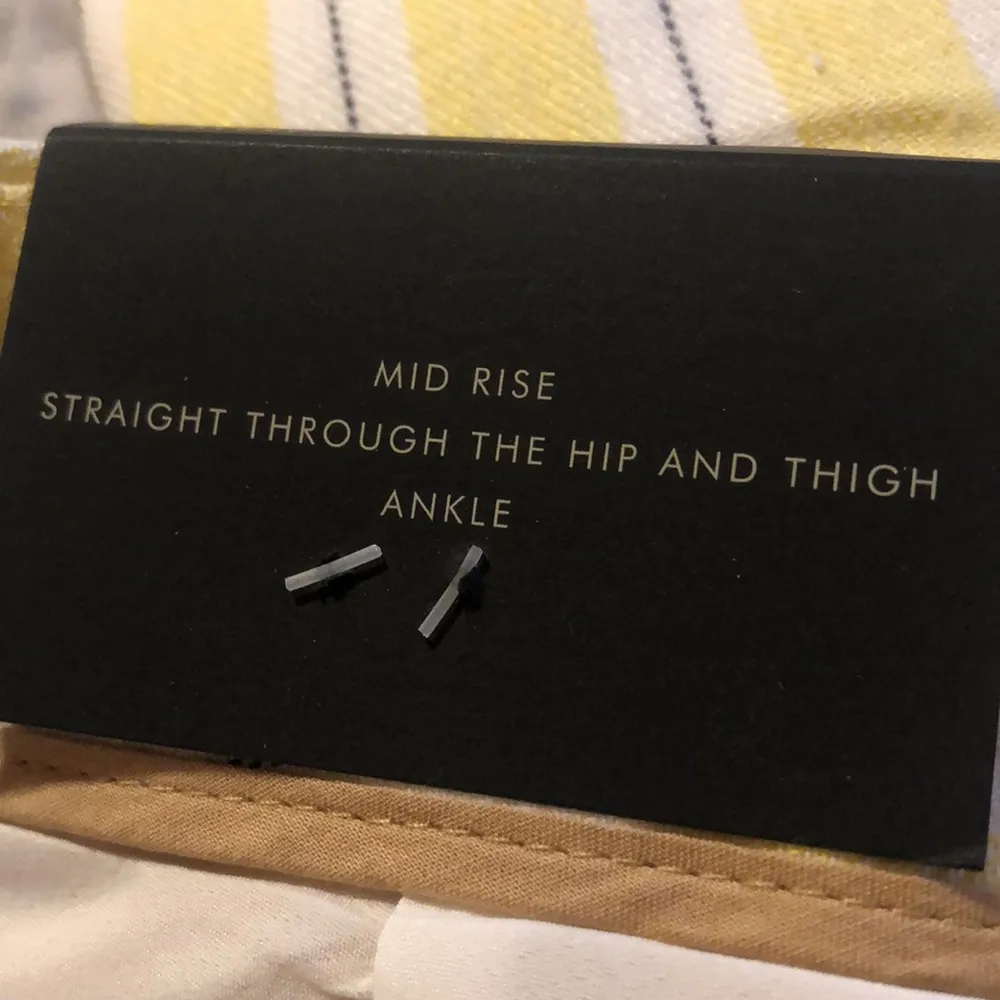 MID RISE
STRAIGHT THROUGH THE HIP AND THIGH
ANKLE